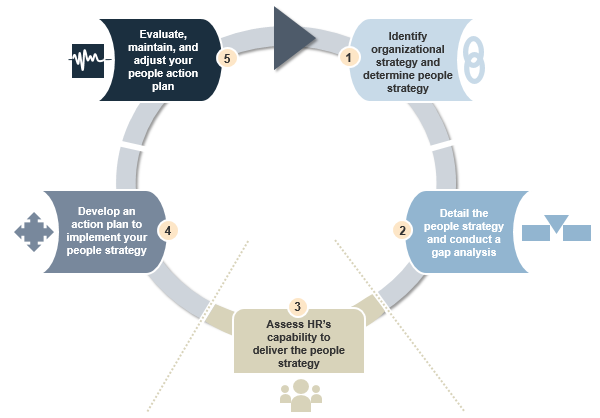 1
Identify
organizational
strategy and
determine people
strategy
2
Detail the
people strategy
and conduct a
gap analysis
3
Assess HR's
capability to
deliver the people
strategy
4
Develop an
action plan to
implement your
people strategy
5
Evaluate,
maintain, and
adjust your
people action
plan